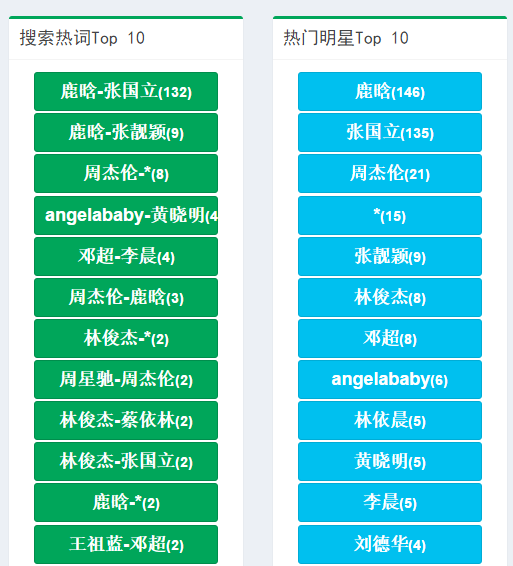 搜索热词Top 10
鹿晗-张国立(132)
鹿晗-张靓颖(9)
周杰伦-*(8)
angelababy-黄晓明(4
邓超-李晨(4)
周杰伦-鹿晗(3)
林俊杰-*(2)
周星驰-周杰伦(2)
林俊杰-蔡依林(2)
林俊杰-张国立(2)
鹿晗-*(2)
王祖蓝-邓超(2)
热门明星Top 10
鹿晗(146)
张国立(135)
周杰伦(21)
*(15)
张靓颖(9)
林俊杰(8)
邓超(8)
angelababy(6)
林依晨(5)
黄晓明(5)
李晨(5)
刘德华(4)